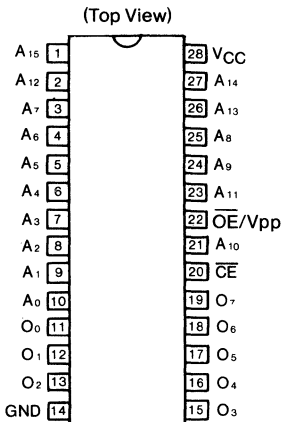 (Top View)
A15 1 28 VCC
A12 2 27 A14
A7 3 26 A13
A6 4 25 A8
A5 5 24 A9
A4 6 23 A11
A3 7 22 O̅E̅/Vpp
A2 8 21 A10
A1 9 20 C̅E̅
A0 10 19 O7
O0 11 18 O6
O1 12 17 O5
O2 13 16 O4
GND 14 15 O3